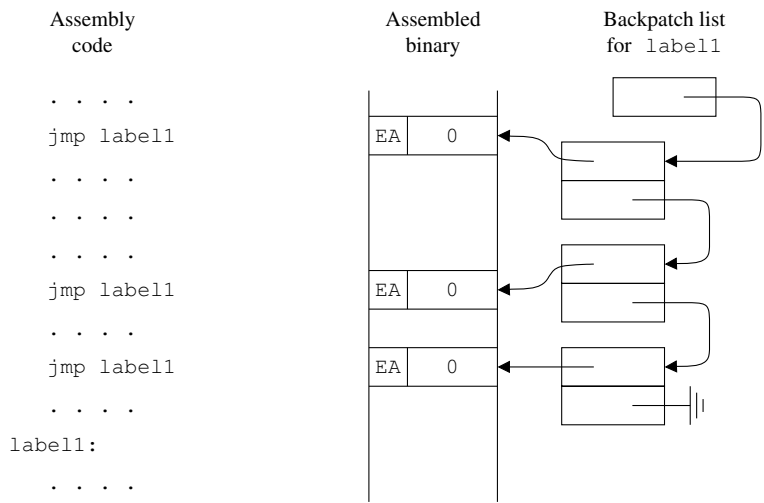 Assembly
code
Assembled
binary
Backpatch list
for label1
. . . .
jmp label1
EA 0
. . . .
. . . .
. . . .
jmp label1
EA 0
. . . .
jmp label1
EA 0
. . . .
label1:
. . . .